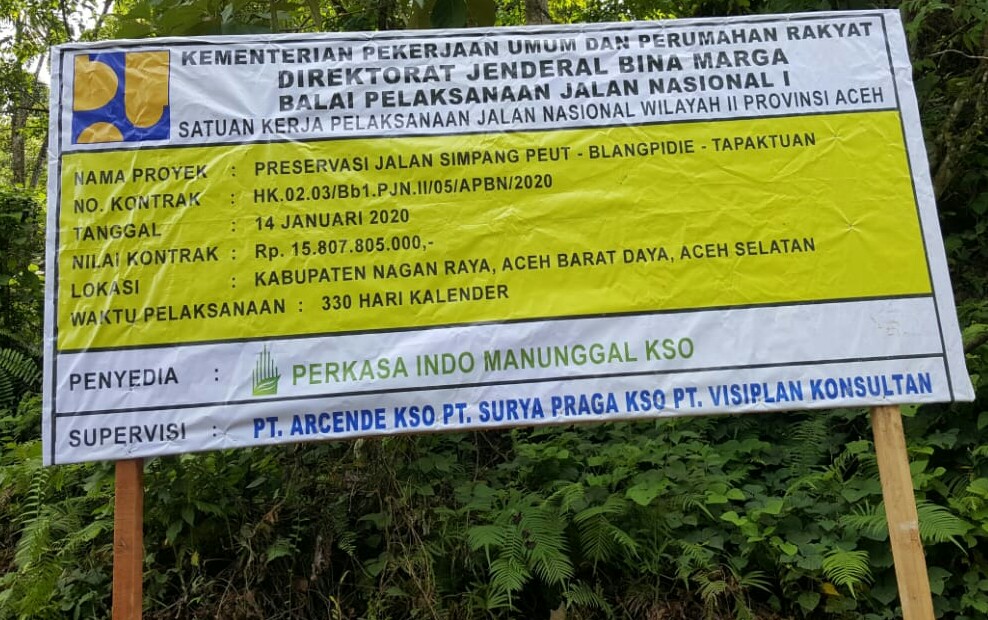 KEMENTERIAN PEKERJAAN UMUM DAN PERUMAHAN RAKYAT
DIREKTORAT JENDERAL BINA MARGA
BALAI PELAKSANAAN JALAN NASIONAL I
SATUAN KERJA PELAKSANAAN JALAN NASIONAL WILAYAH II PROVINSI ACEH
NAMA PROYEK : PRESERVASI JALAN SIMPANG PEUT - BLANGPIDIE - TAPAKTUAN
NO. KONTRAK : HK.02.03/Bb1.PJN.II/05/APBN/2020
TANGGAL : 14 JANUARI 2020
NILAI KONTRAK : Rp. 15.807.805.000,-
LOKASI : KABUPATEN NAGAN RAYA, ACEH BARAT DAYA, ACEH SELATAN
WAKTU PELAKSANAAN : 330 HARI KALENDER
PENYEDIA : PERKASA INDO MANUNGGAL KSO
SUPERVISI : PT. ARCENDE KSO PT. SURYA PRAGA KSO PT. VISIPLAN KONSULTAN